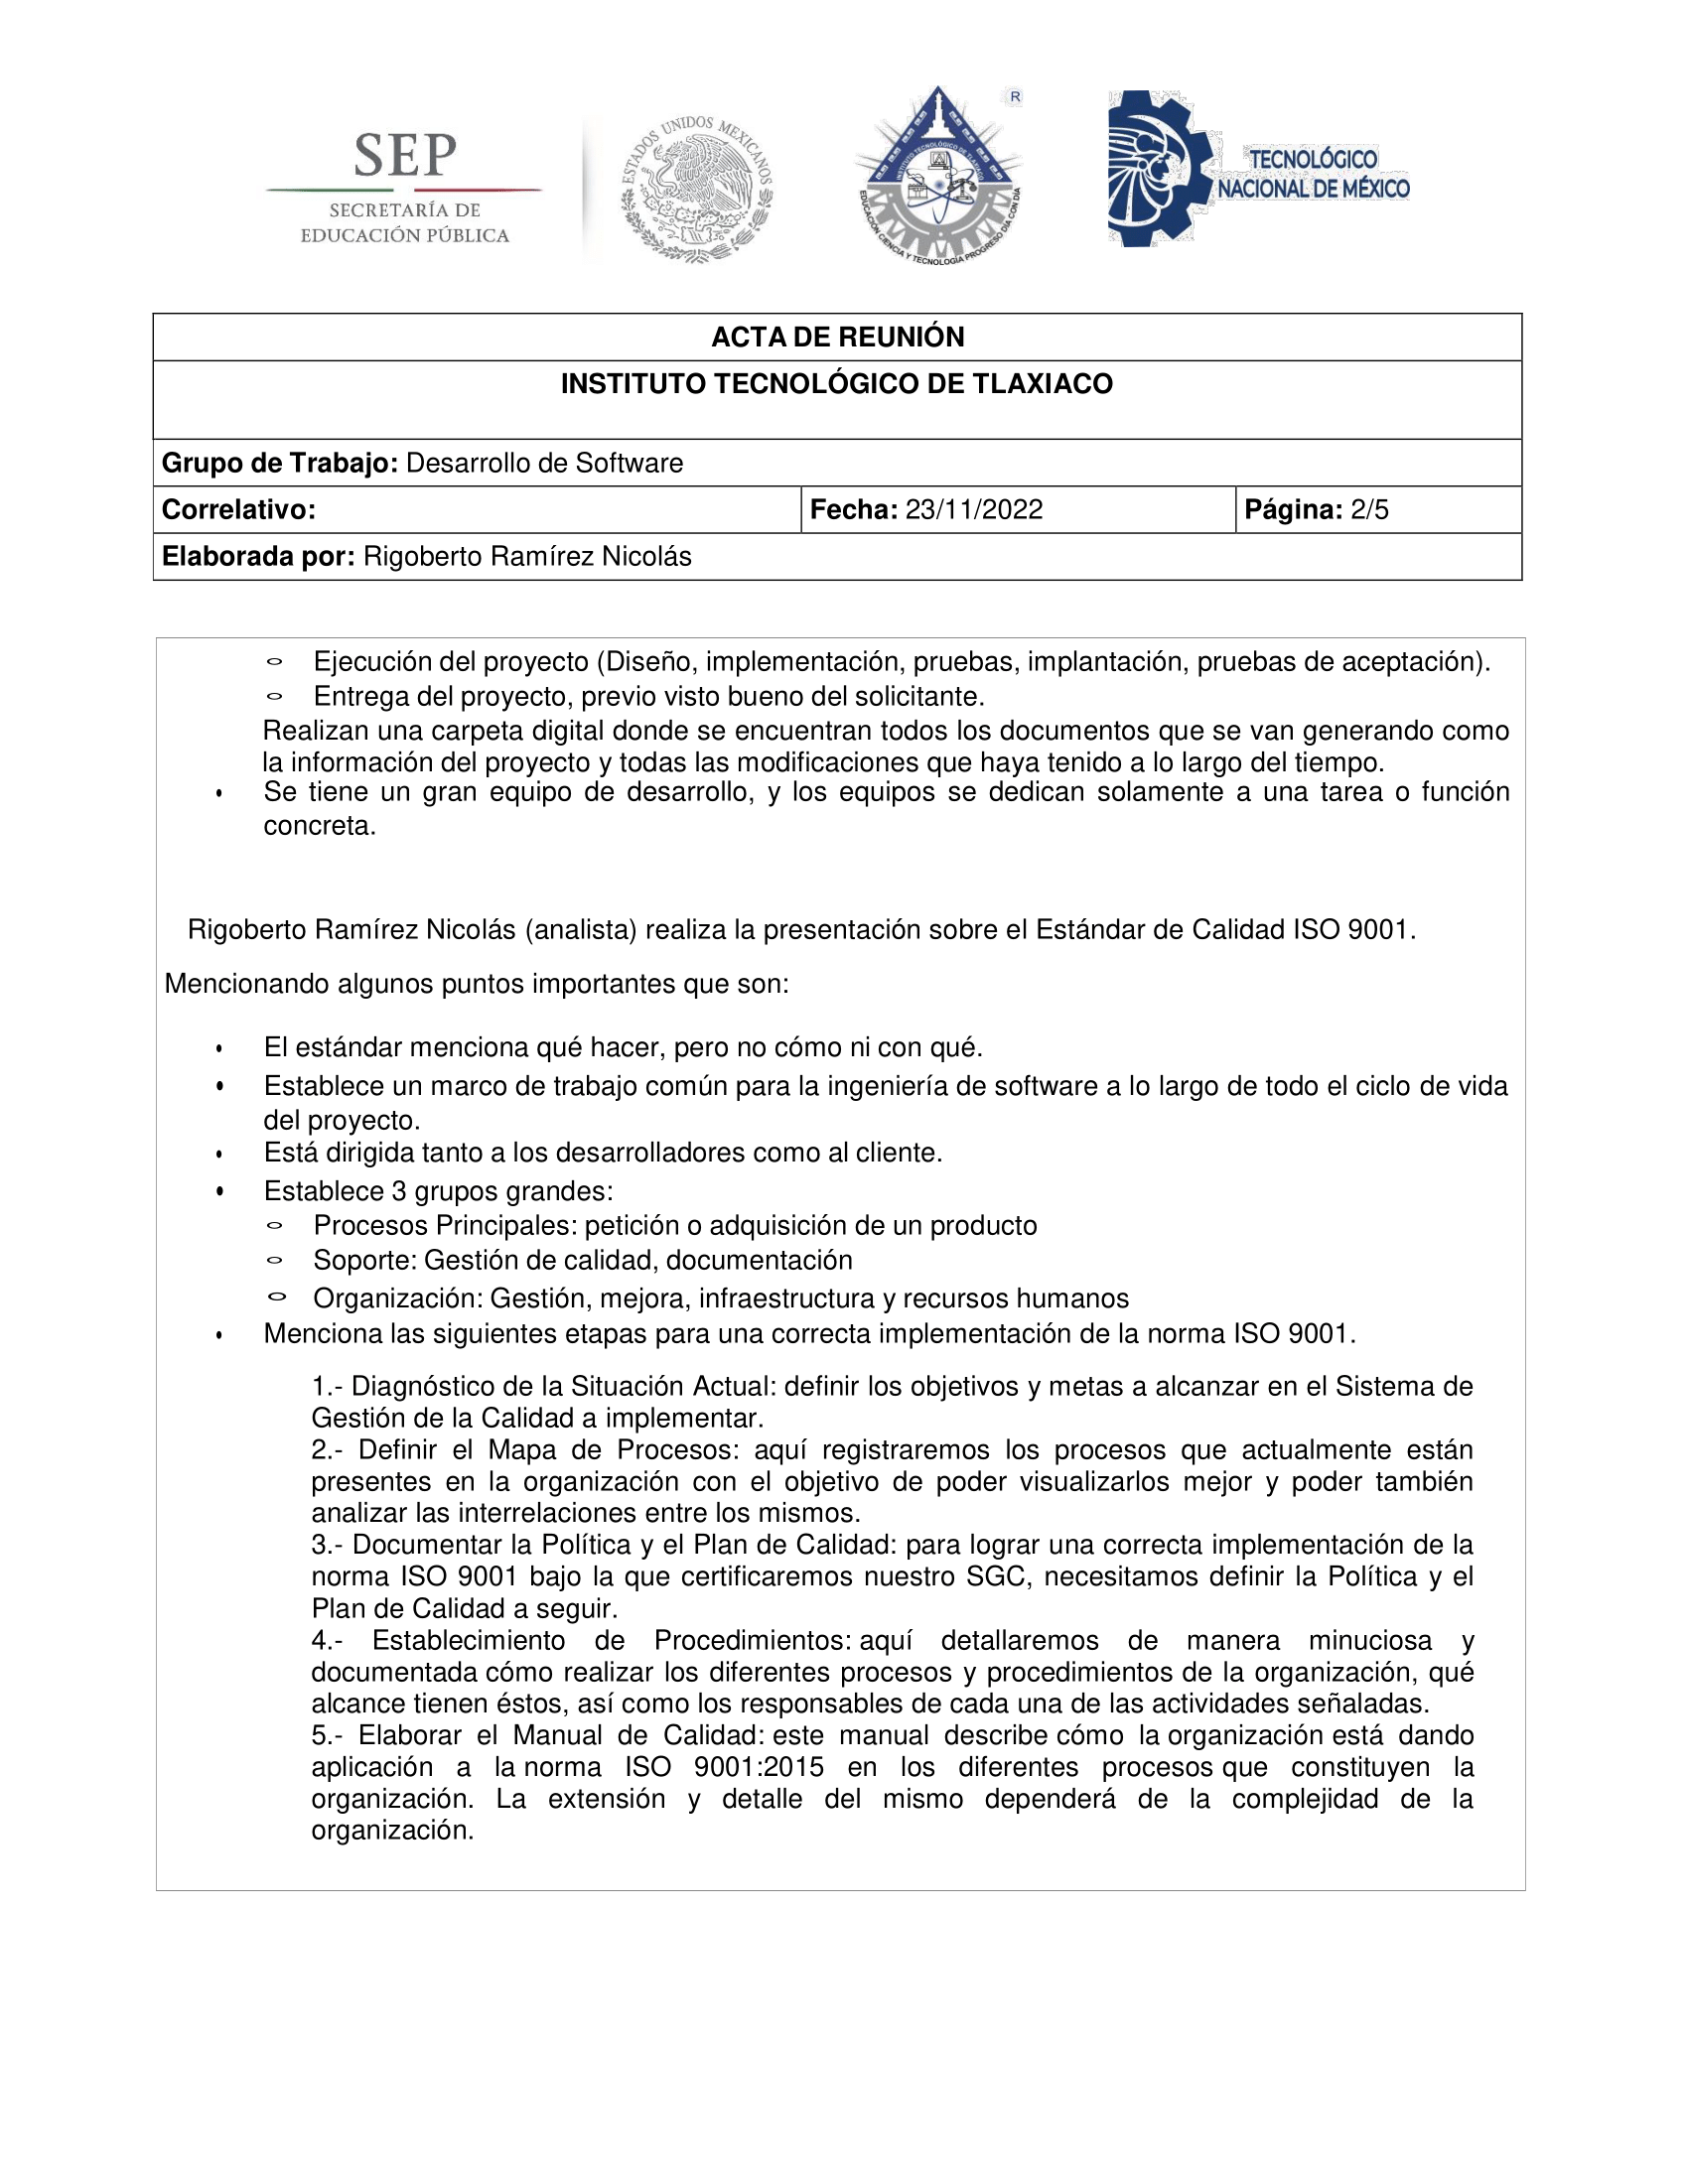 SEP
SECRETARÍA DE
EDUCACIÓN PÚBLICA
ESTADOS UNIDOS MEXICANOS
R
INSTITUTO TECNOLÓGICO DE TLAXIACO
EDUCACIÓN CIENCIA Y TECNOLOGÍA PROGRESO DÍA CON DÍA
TECNOLÓGICO
NACIONAL DE MÉXICO
ACTA DE REUNIÓN
INSTITUTO TECNOLÓGICO DE TLAXIACO
Grupo de Trabajo: Desarrollo de Software
Correlativo: Fecha: 23/11/2022 Página: 2/5
Elaborada por: Rigoberto Ramírez Nicolás
○ Ejecución del proyecto (Diseño, implementación, pruebas, implantación, pruebas de aceptación).
○ Entrega del proyecto, previo visto bueno del solicitante.
Realizan una carpeta digital donde se encuentran todos los documentos que se van generando como
la información del proyecto y todas las modificaciones que haya tenido a lo largo del tiempo.
• Se tiene un gran equipo de desarrollo, y los equipos se dedican solamente a una tarea o función
concreta.
Rigoberto Ramírez Nicolás (analista) realiza la presentación sobre el Estándar de Calidad ISO 9001.
Mencionando algunos puntos importantes que son:
• El estándar menciona qué hacer, pero no cómo ni con qué.
• Establece un marco de trabajo común para la ingeniería de software a lo largo de todo el ciclo de vida
del proyecto.
• Está dirigida tanto a los desarrolladores como al cliente.
• Establece 3 grupos grandes:
○ Procesos Principales: petición o adquisición de un producto
○ Soporte: Gestión de calidad, documentación
○ Organización: Gestión, mejora, infraestructura y recursos humanos
• Menciona las siguientes etapas para una correcta implementación de la norma ISO 9001.
1.- Diagnóstico de la Situación Actual: definir los objetivos y metas a alcanzar en el Sistema de
Gestión de la Calidad a implementar.
2.- Definir el Mapa de Procesos: aquí registraremos los procesos que actualmente están
presentes en la organización con el objetivo de poder visualizarlos mejor y poder también
analizar las interrelaciones entre los mismos.
3.- Documentar la Política y el Plan de Calidad: para lograr una correcta implementación de la
norma ISO 9001 bajo la que certificaremos nuestro SGC, necesitamos definir la Política y el
Plan de Calidad a seguir.
4.- Establecimiento de Procedimientos: aquí detallaremos de manera minuciosa y
documentada cómo realizar los diferentes procesos y procedimientos de la organización, qué
alcance tienen éstos, así como los responsables de cada una de las actividades señaladas.
5.- Elaborar el Manual de Calidad: este manual describe cómo la organización está dando
aplicación a la norma ISO 9001:2015 en los diferentes procesos que constituyen la
organización. La extensión y detalle del mismo dependerá de la complejidad de la
organización.